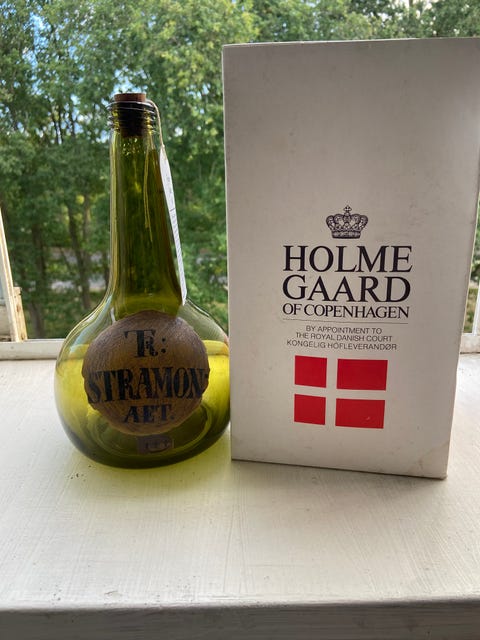 Tr:
STRAMON:
AET.
HOLME
GAARD
OF COPENHAGEN
BY APPOINTMENT TO
THE ROYAL DANISH COURT
KONGELIG HOFLEVERANDØR